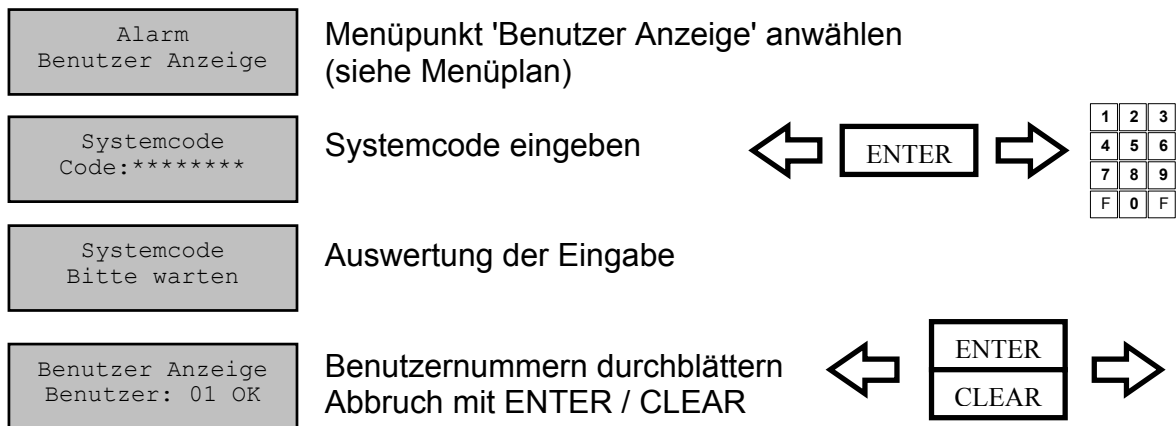 Alarm
Benutzer Anzeige
Menüpunkt 'Benutzer Anzeige' anwählen
(siehe Menüplan)
Systemcode
Code:********
Systemcode eingeben
ENTER
1 2 3
4 5 6
7 8 9
F 0 F
Systemcode
Bitte warten
Auswertung der Eingabe
Benutzer Anzeige
Benutzer: 01 OK
Benutzernummern durchblättern
Abbruch mit ENTER / CLEAR
ENTER
CLEAR